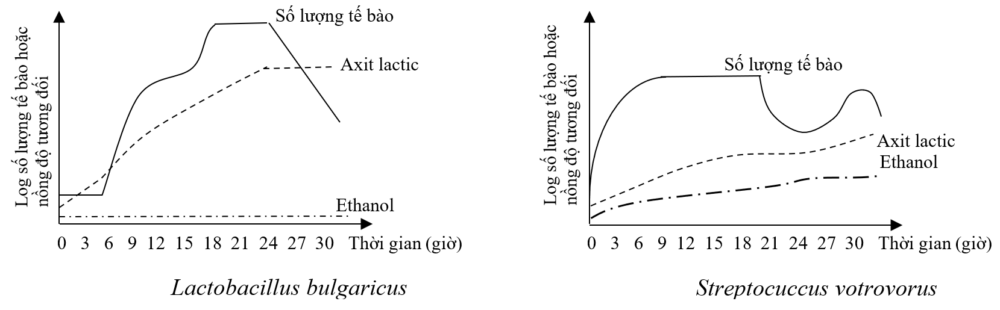 Log số lượng tế bào hoặc
nồng độ tương đối
Số lượng tế bào
Axit lactic
Ethanol
0 3 6 9 12 15 18 21 24 27 30 Thời gian (giờ)
Lactobacillus bulgaricus
Log số lượng tế bào hoặc
nồng độ tương đối
Số lượng tế bào
Axit lactic
Ethanol
0 3 6 9 12 15 18 21 24 27 30 Thời gian (giờ)
Streptocuccus votrovorus